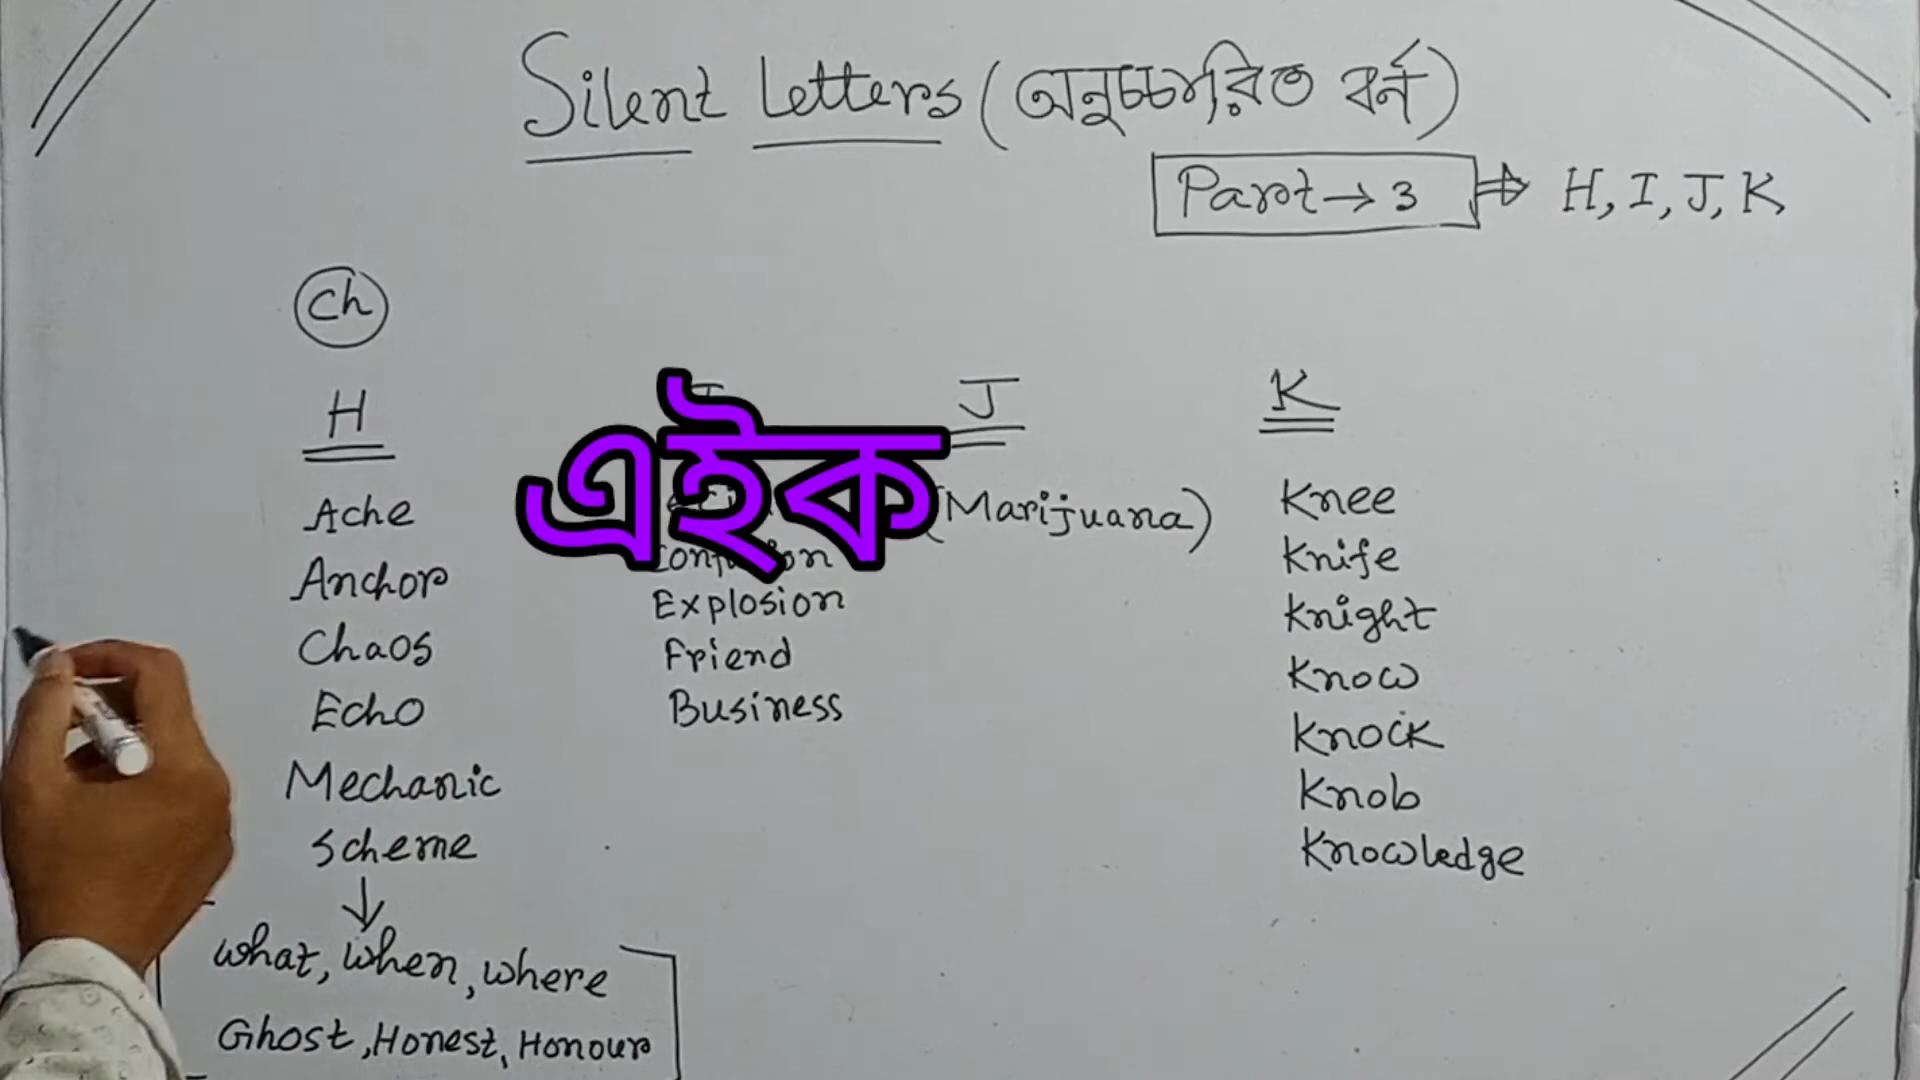 Silent Letters (অনুচ্চারিত বর্ন)
Part → 3 ⇒ H, I, J, K
Ch
H
Ache
Anchor
Chaos
Echo
Mechanic
Scheme
↓
what, when, where
Ghost, Honest, Honour
এইক
Explosion
Friend
Business
J
(Marijuana)
K
Knee
Knife
Knight
Know
Knock
Knob
Knowledge